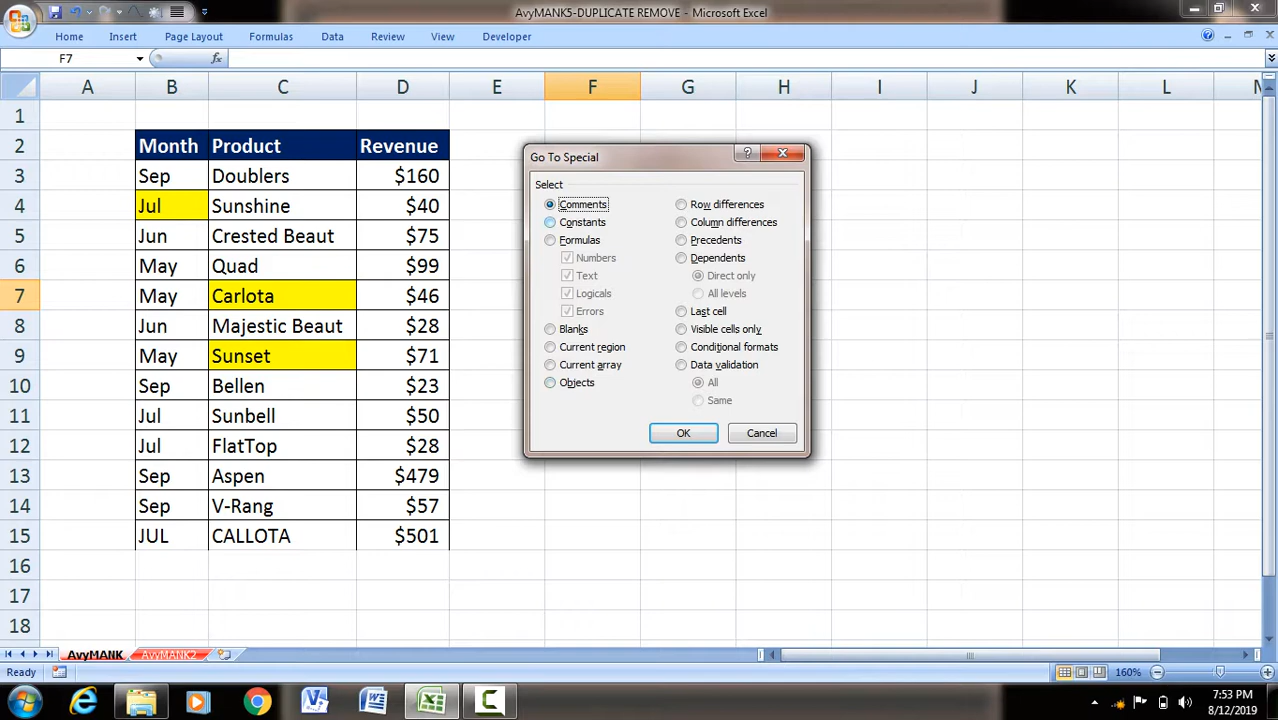 AvyMANK5-DUPLICATE REMOVE - Microsoft Excel
Home Insert Page Layout Formulas Data Review View Developer
F7 fx
A B C D E F G H I J K L M
1
2 Month Product Revenue
3 Sep Doublers $160
4 Jul Sunshine $40
5 Jun Crested Beaut $75
6 May Quad $99
7 May Carlota $46
8 Jun Majestic Beaut $28
9 May Sunset $71
10 Sep Bellen $23
11 Jul Sunbell $50
12 Jul FlatTop $28
13 Sep Aspen $479
14 Sep V-Rang $57
15 JUL CALLOTA $501
16
17
18
Go To Special
Select
Comments Row differences
Constants Column differences
Formulas Precedents
Numbers Dependents
Text Direct only
Logicals All levels
Errors Last cell
Blanks Visible cells only
Current region Conditional formats
Current array Data validation
Objects All
Same
OK Cancel
AvyMANK AvyMANK2
Ready 160%
7:53 PM
8/12/2019